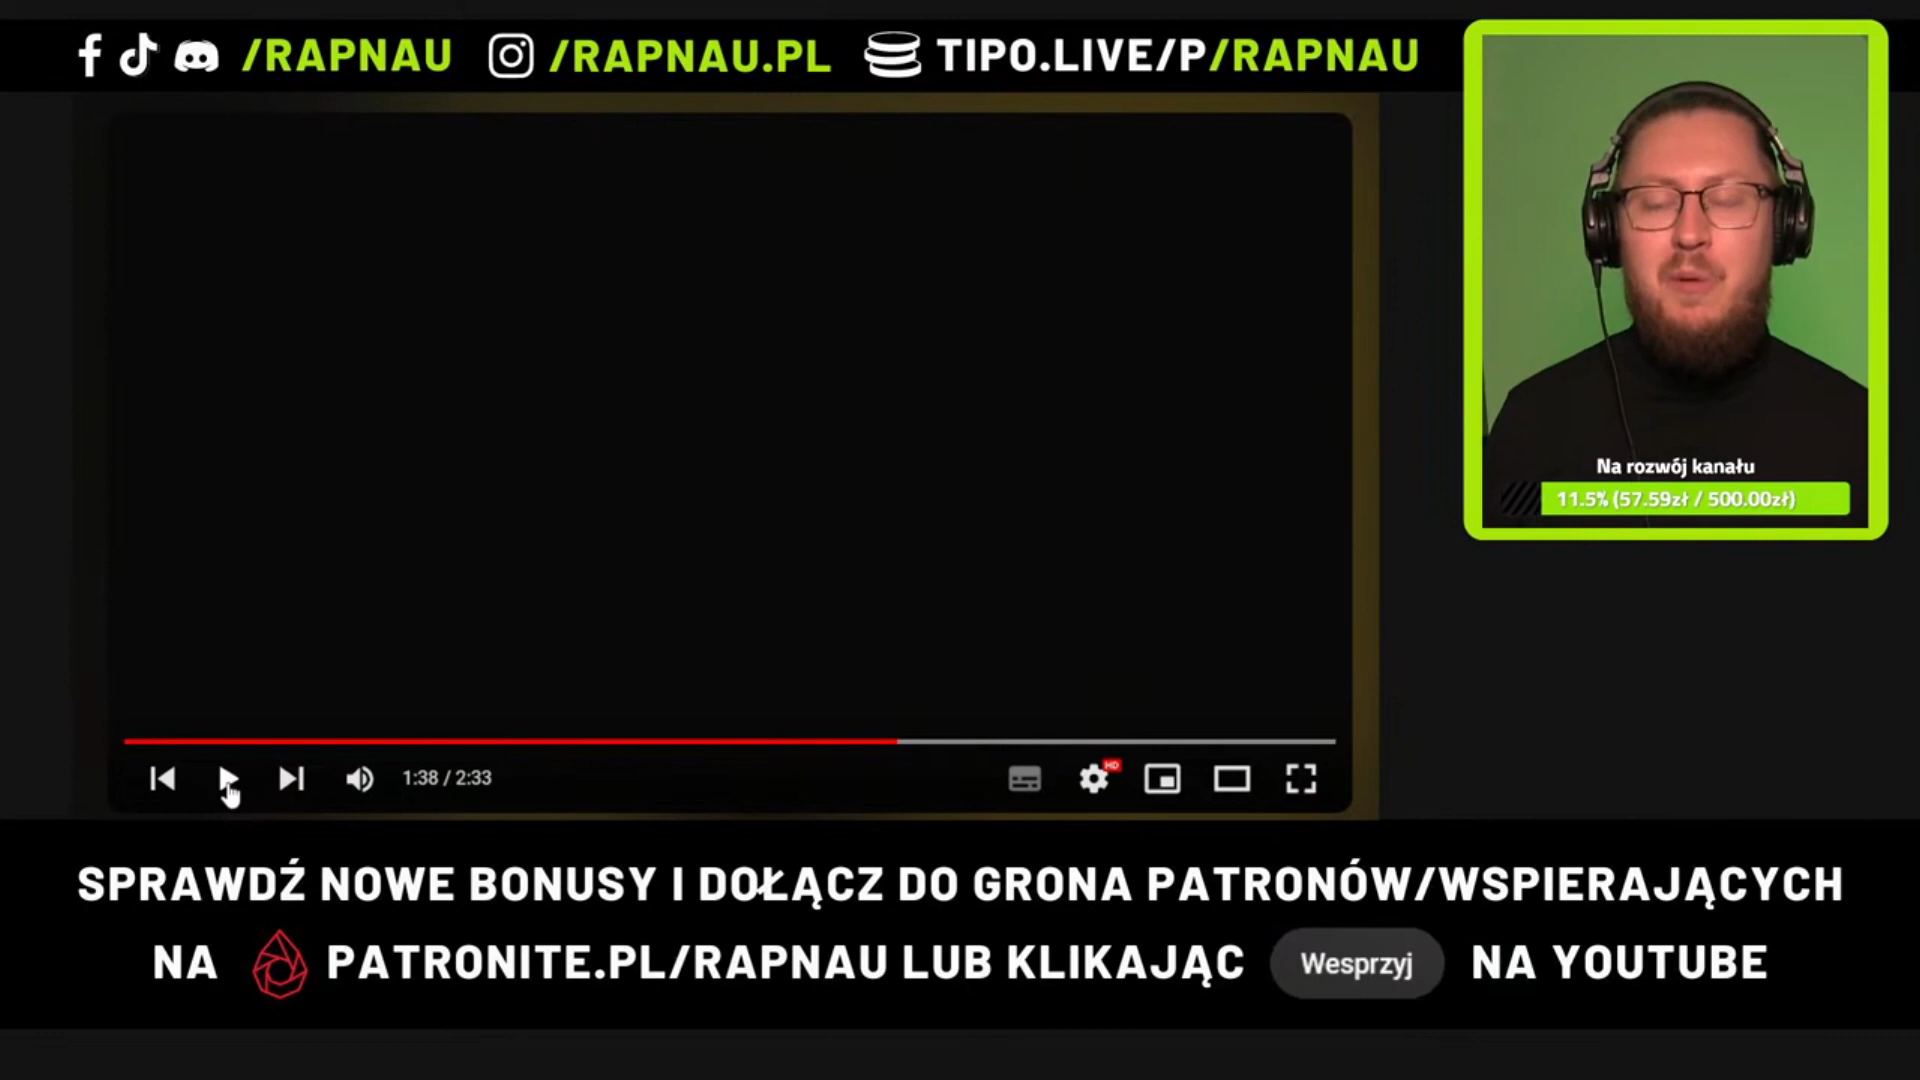 /RAPNAU /RAPNAU.PL TIPO.LIVE/P/RAPNAU
Na rozwój kanału
11.5% (57.59zł / 500.00zł)
1:38 / 2:33
HD
SPRAWDŹ NOWE BONUSY I DOŁĄCZ DO GRONA PATRONÓW/WSPIERAJĄCYCH
NA PATRONITE.PL/RAPNAU LUB KLIKAJĄC Wesprzyj NA YOUTUBE